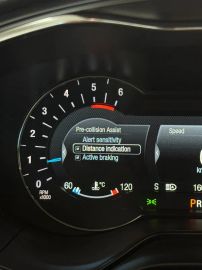 5 6
4
3
2
1
0
RPM
x1000
Pre-collision Assist
Alert sensitivity
Distance indication
Active braking
60 °C 120
Speed
S
P